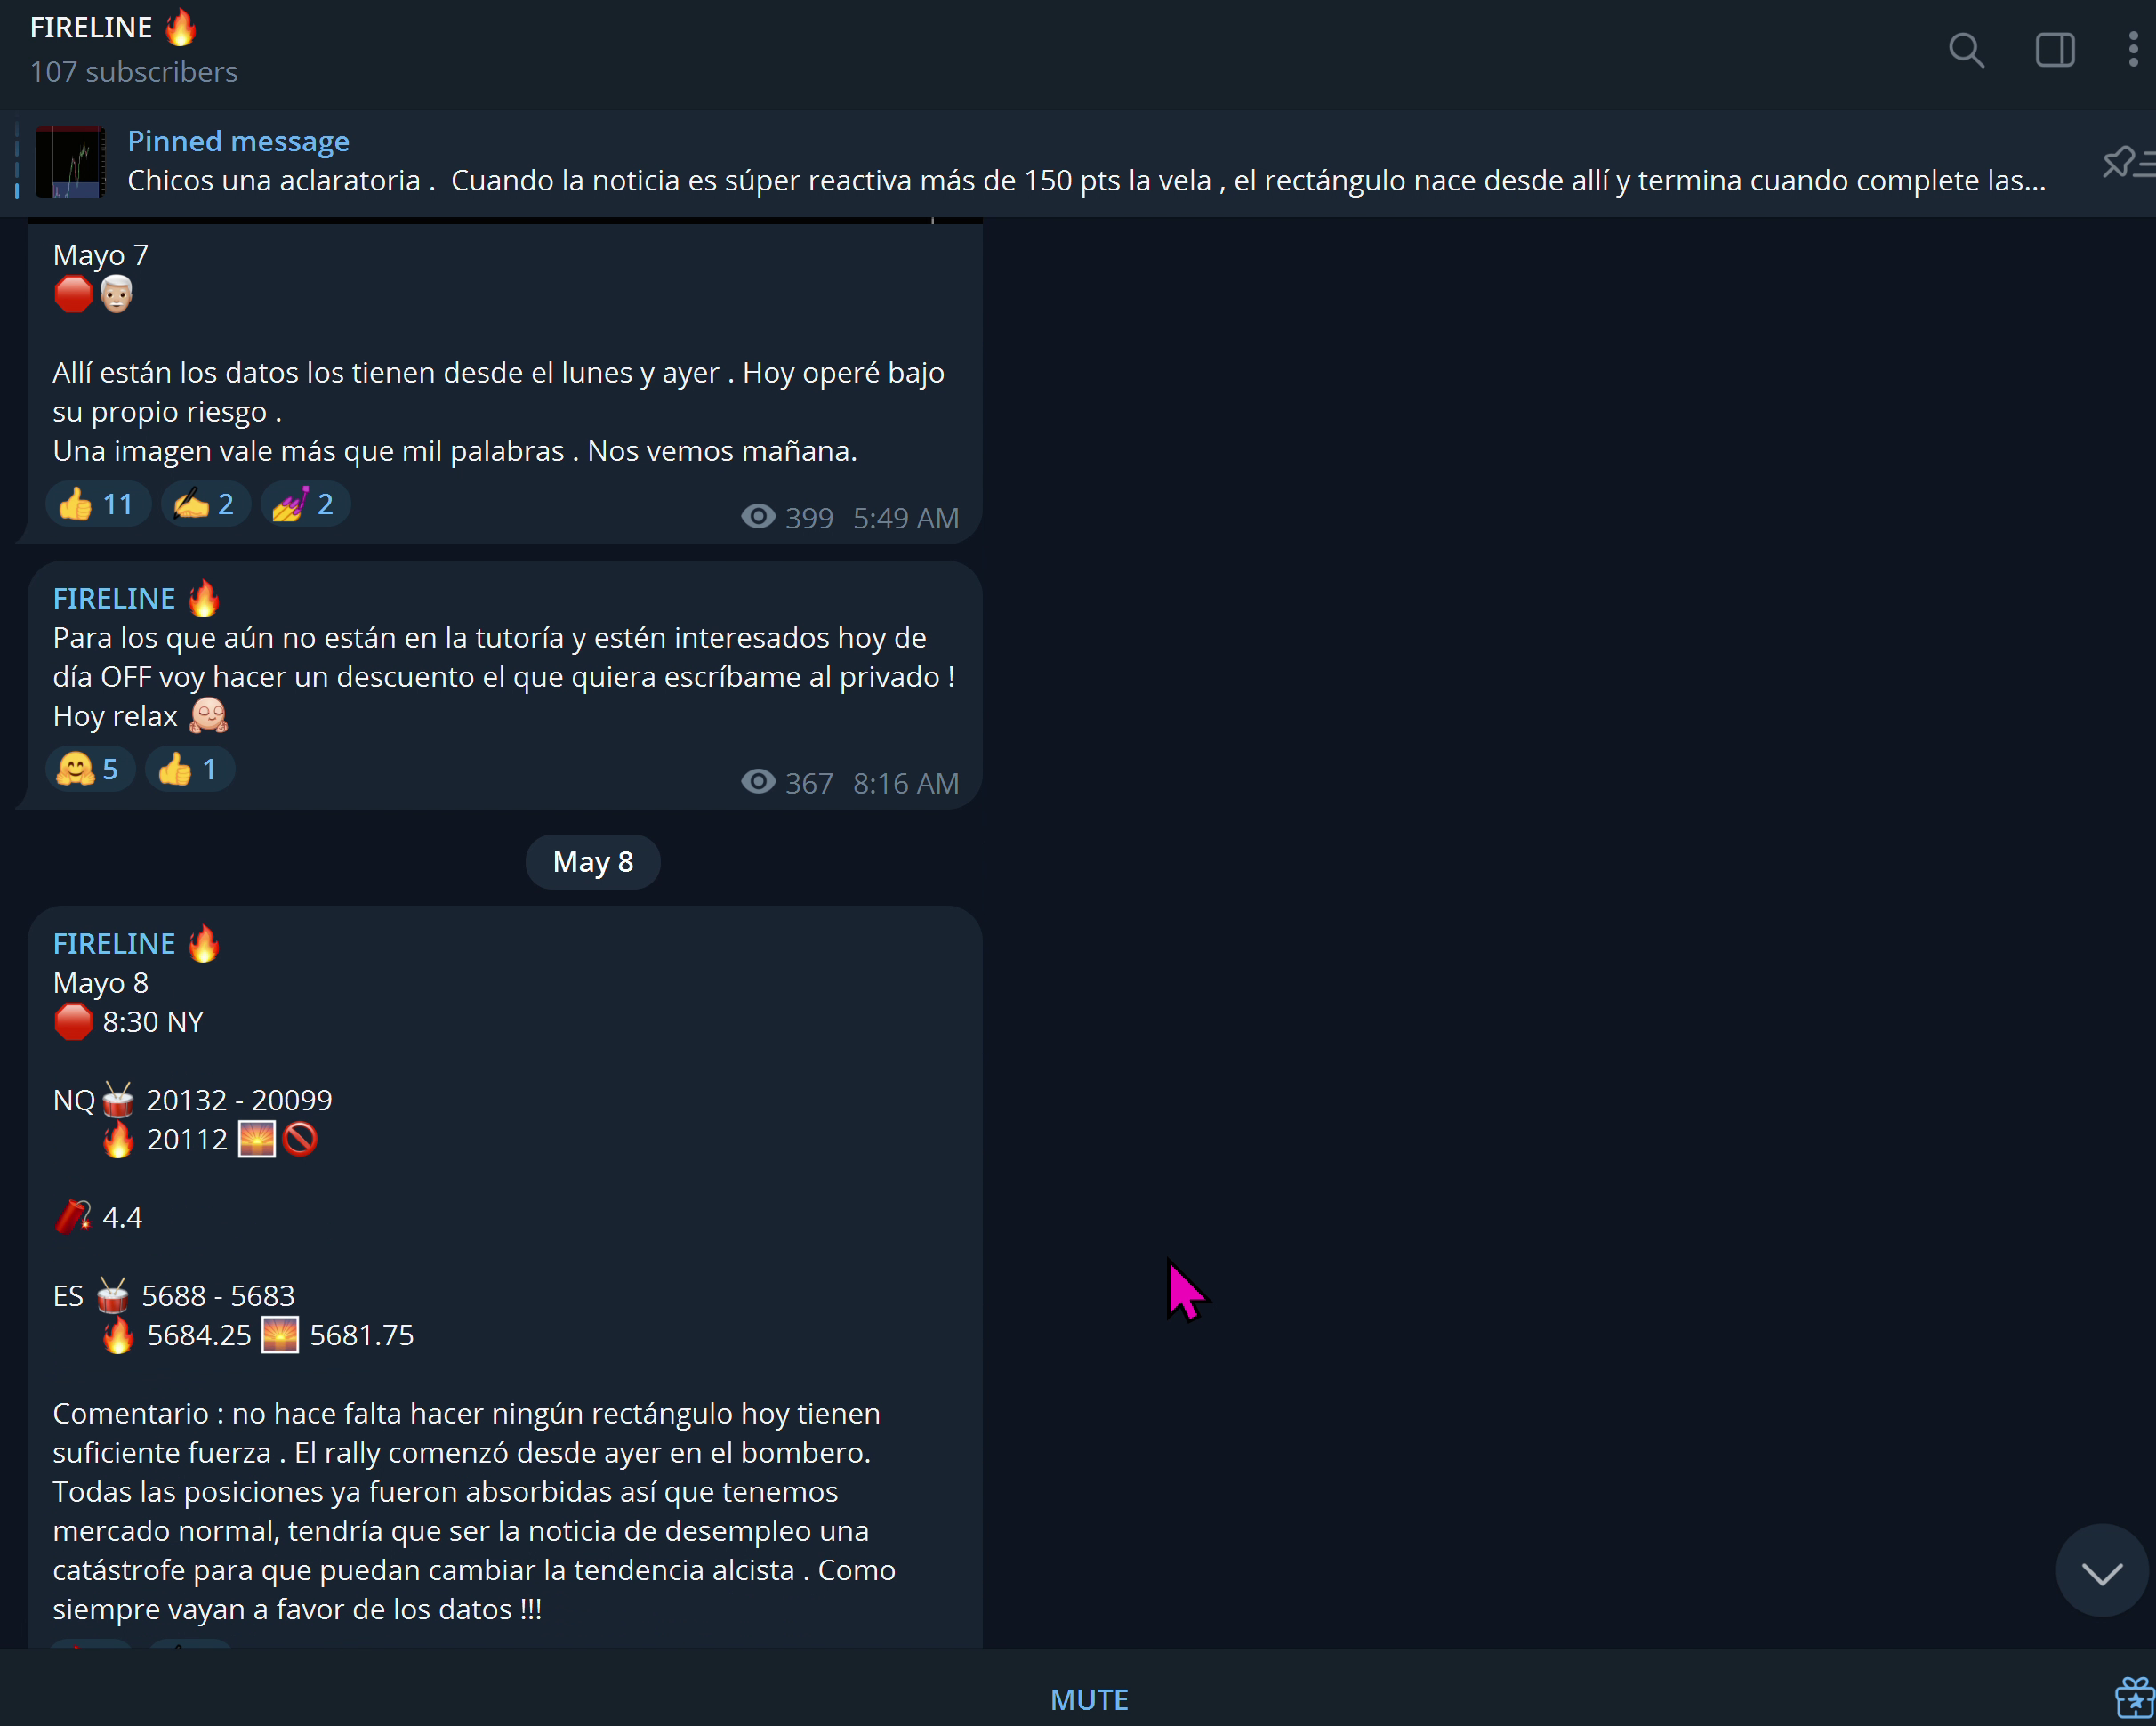 FIRELINE 🔥
107 subscribers
Pinned message
Chicos una aclaratoria .  Cuando la noticia es súper reactiva más de 150 pts la vela , el rectángulo nace desde allí y termina cuando complete las...
Mayo 7
🛑👨🏼‍🦳
Allí están los datos los tienen desde el lunes y ayer . Hoy operé bajo
su propio riesgo .
Una imagen vale más que mil palabras . Nos vemos mañana.
👍 11 ✍️ 2 💅 2
399 5:49 AM
FIRELINE 🔥
Para los que aún no están en la tutoría y estén interesados hoy de
día OFF voy hacer un descuento el que quiera escríbame al privado !
Hoy relax
🤗 5 👍 1
367 8:16 AM
May 8
FIRELINE 🔥
Mayo 8
🛑 8:30 NY
NQ🥁 20132 - 20099
🔥 20112 🌅🚫
🧨 4.4
ES 🥁 5688 - 5683
🔥 5684.25 🌅 5681.75
Comentario : no hace falta hacer ningún rectángulo hoy tienen
suficiente fuerza . El rally comenzó desde ayer en el bombero.
Todas las posiciones ya fueron absorbidas así que tenemos
mercado normal, tendría que ser la noticia de desempleo una
catástrofe para que puedan cambiar la tendencia alcista . Como
siempre vayan a favor de los datos !!!
MUTE